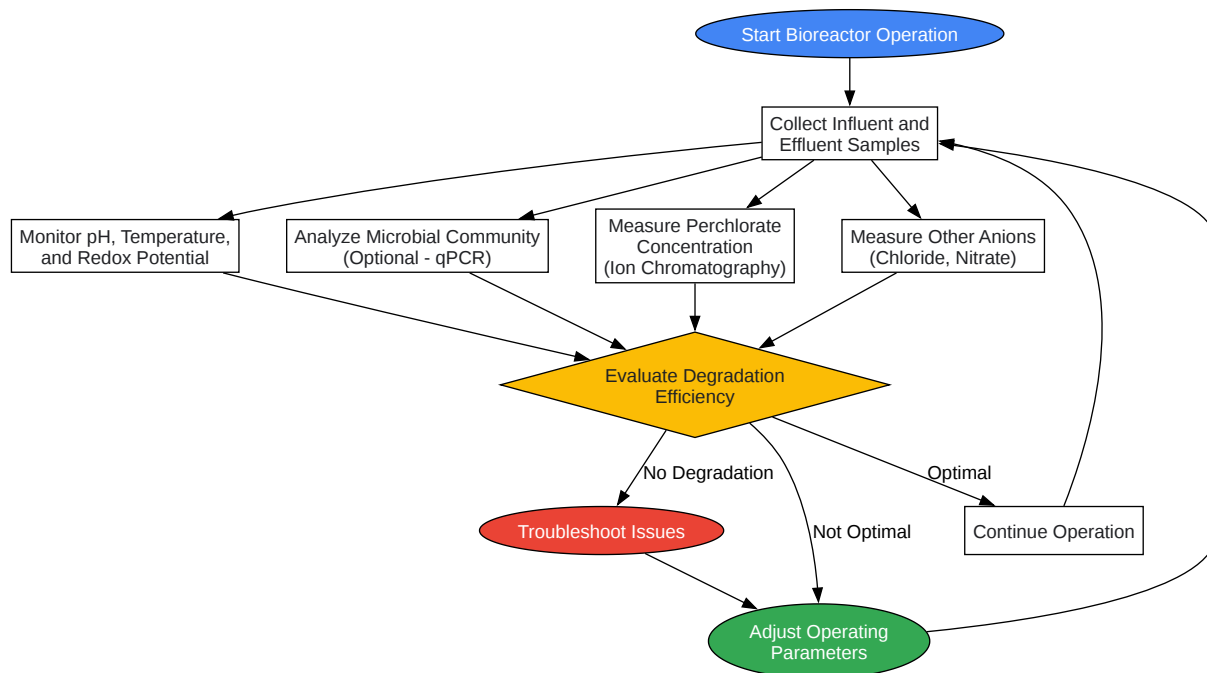 Start Bioreactor Operation
Collect Influent and
Effluent Samples
Monitor pH, Temperature,
and Redox Potential
Analyze Microbial Community
(Optional - qPCR)
Measure Perchlorate
Concentration
(Ion Chromatography)
Measure Other Anions
(Chloride, Nitrate)
Evaluate Degradation
Efficiency
No Degradation
Optimal
Troubleshoot Issues
Not Optimal
Continue Operation
Adjust Operating
Parameters